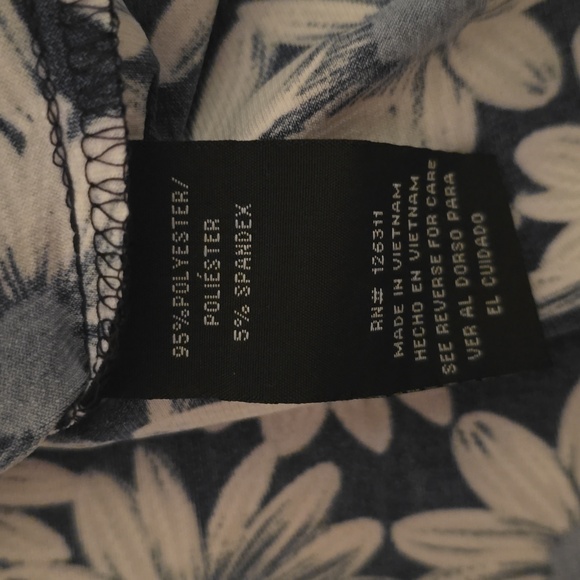 95%POLYESTER/
POLIÉSTER
5% SPANDEX
RN# 126311
MADE IN VIETNAM
HECHO EN VIETNAM
SEE REVERSE FOR CARE
VER AL DORSO PARA
EL CUIDADO